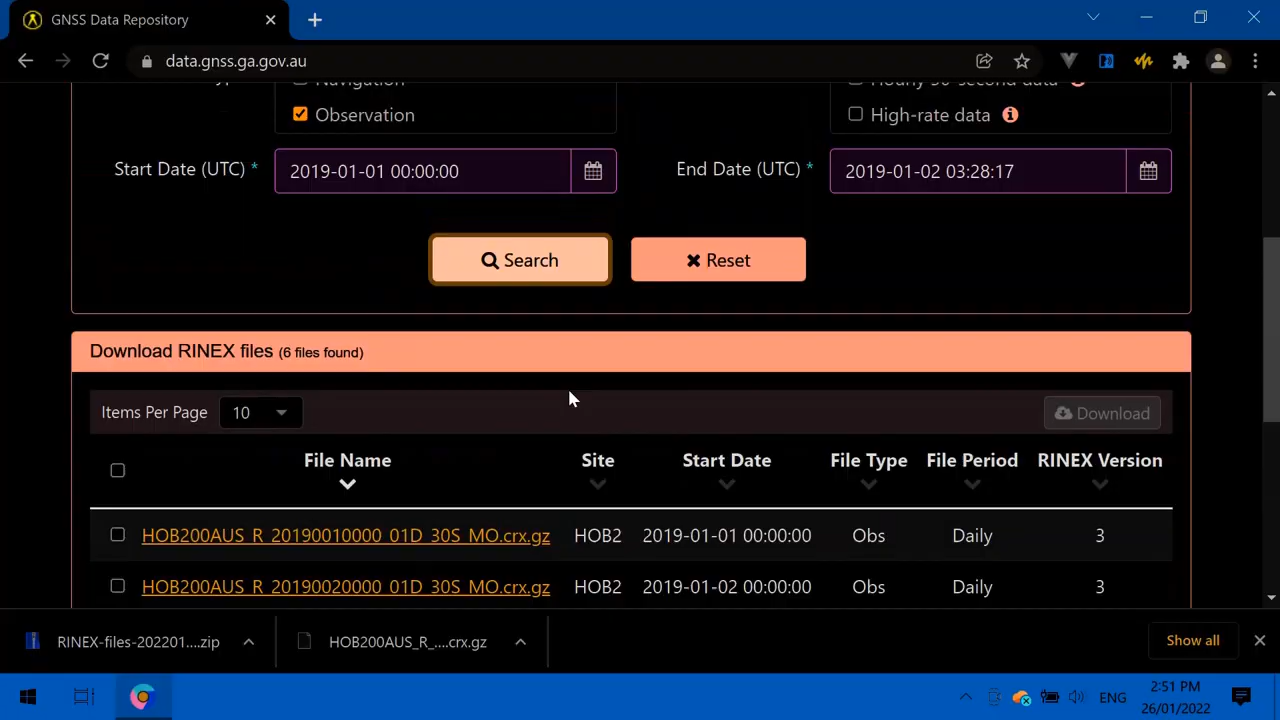 GNSS Data Repository
data.gnss.ga.gov.au
Observation
High-rate data
Start Date (UTC) *
2019-01-01 00:00:00
End Date (UTC) *
2019-01-02 03:28:17
Search
Reset
Download RINEX files (6 files found)
Items Per Page
10
Download
File Name
Site
Start Date
File Type
File Period
RINEX Version
HOB200AUS_R_20190010000_01D_30S_MO.crx.gz
HOB2
2019-01-01 00:00:00
Obs
Daily
3
HOB200AUS_R_20190020000_01D_30S_MO.crx.gz
HOB2
2019-01-02 00:00:00
Obs
Daily
3
RINEX-files-202201....zip
HOB200AUS_R_....crx.gz
Show all
ENG
2:51 PM
26/01/2022